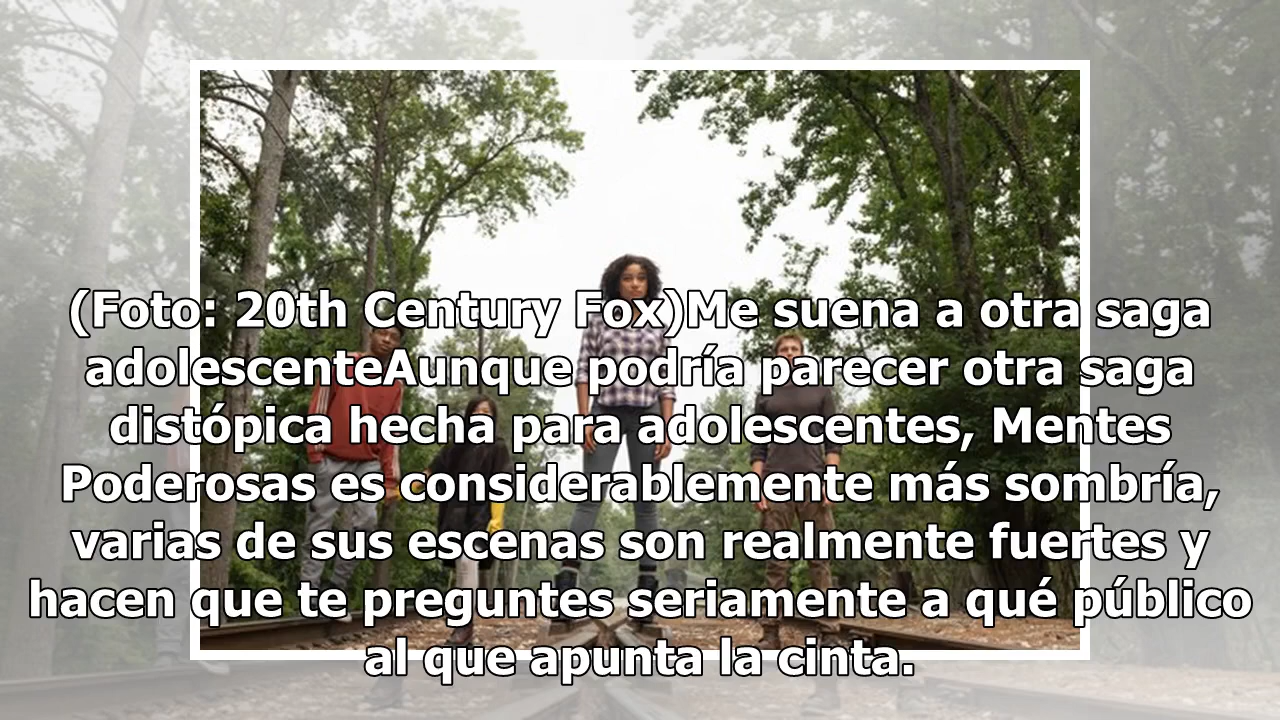 (Foto: 20th Century Fox)Me suena a otra saga
adolescenteAunque podría parecer otra saga
distópica hecha para adolescentes, Mentes
Poderosas es considerablemente más sombría,
varias de sus escenas son realmente fuertes y
hacen que te preguntes seriamente a qué público
al que apunta la cinta.